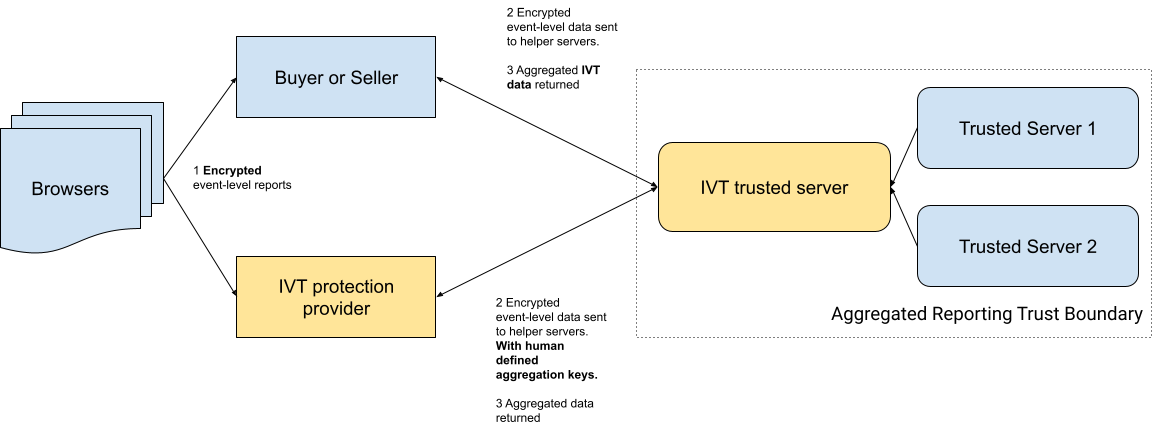 2 Encrypted
event-level data sent
to helper servers.
3 Aggregated IVT
data returned
Buyer or Seller
Browsers
1 Encrypted
event-level reports
IVT trusted server
Trusted Server 1
Trusted Server 2
Aggregated Reporting Trust Boundary
IVT protection
provider
2 Encrypted
event-level data sent
to helper servers.
With human
defined
aggregation keys.
3 Aggregated data
returned